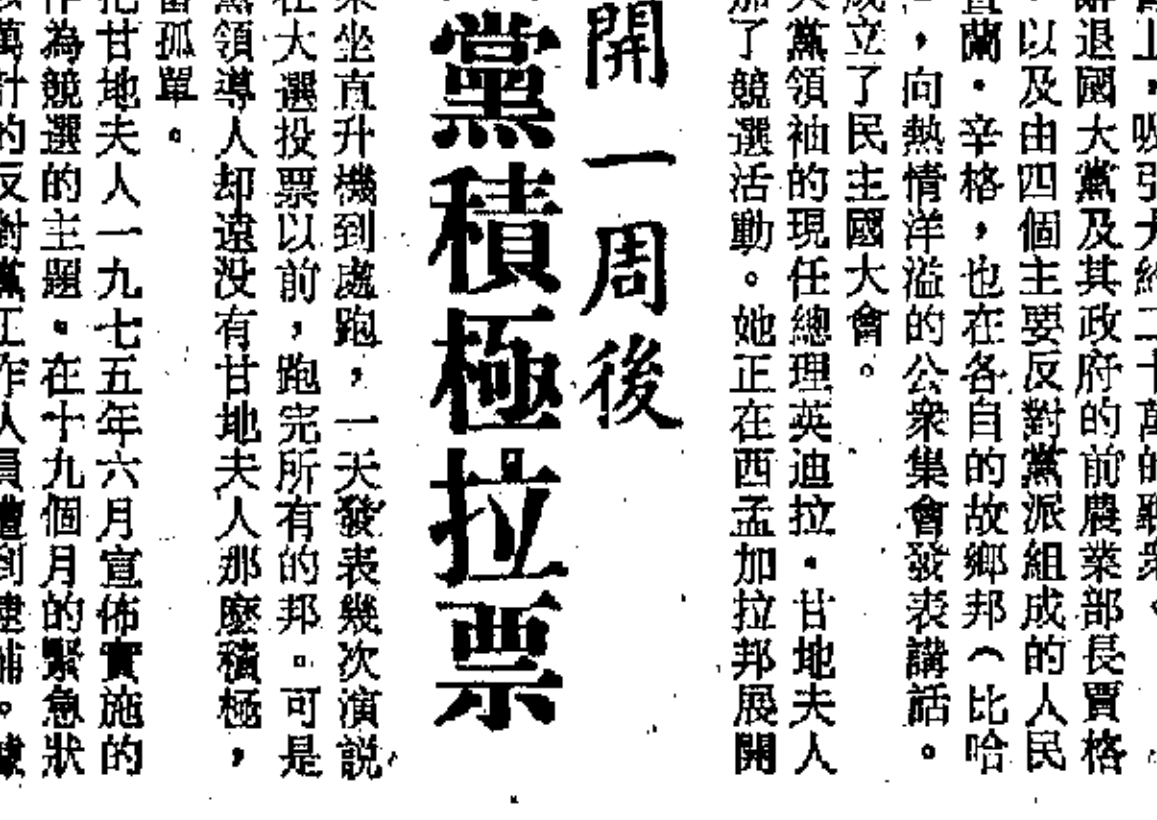 上，吸引大約二十萬的聽衆。
辭退國大黨及其政府的前農業部長賈格
，以及由四個主要反對黨派組成的人民
蘭·辛格，也在各自的故鄉邦（比哈
，向熱情洋溢的公衆集會發表講話。
成立了民主國大會。
黨領袖的現任總理英迪拉·甘地夫人
了競選活動。她正在西孟加拉邦展開
開一周後
黨積極拉票
坐直升機到處跑，一天發表幾次演説
在大選投票以前，跑完所有的邦。可是
黨領導人却遠没有甘地夫人那麽積極，
孤單。
把甘地夫人一九七五年六月宣佈實施的
作為競選的主題。在十九個月的緊急狀
萬計的反對黨工作人員遭到逮捕。據